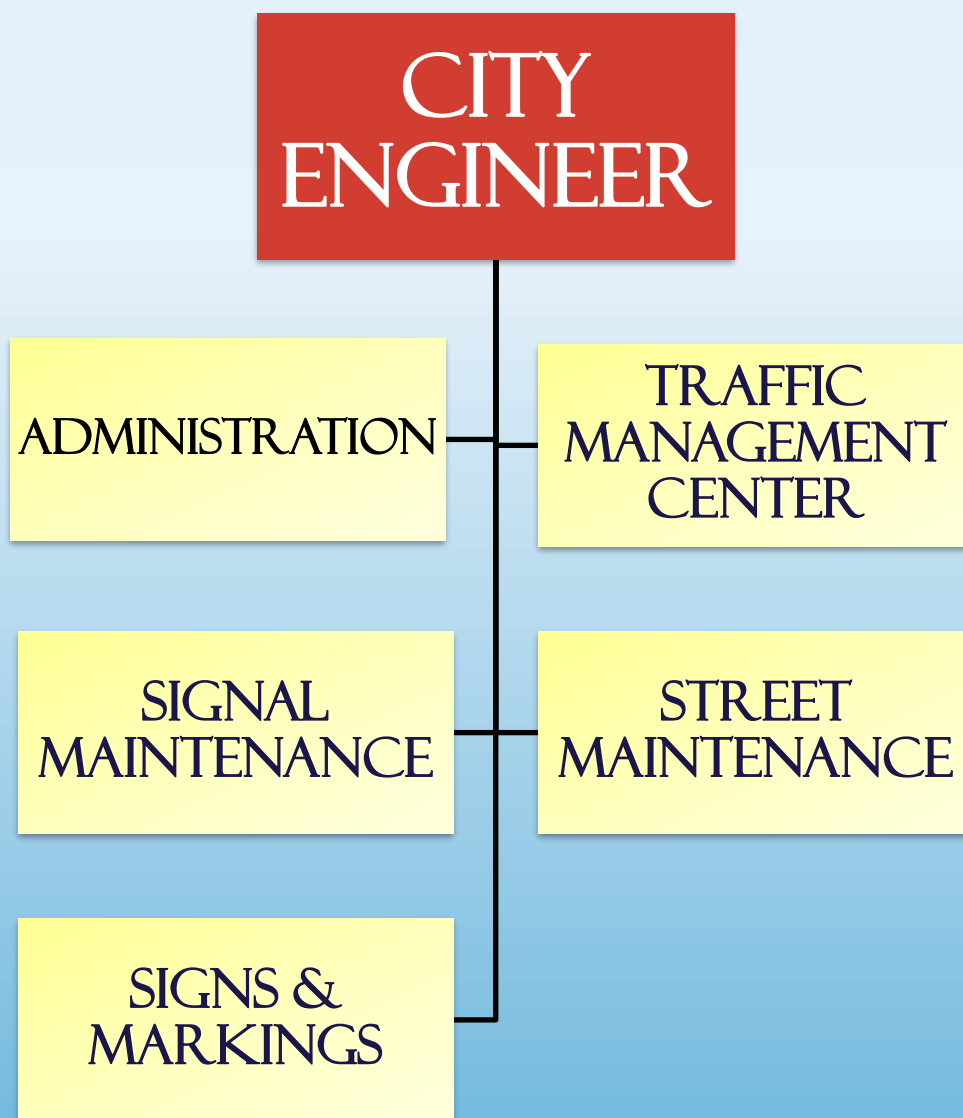 CITY
ENGINEER
ADMINISTRATION
TRAFFIC
MANAGEMENT
CENTER
SIGNAL
MAINTENANCE
STREET
MAINTENANCE
SIGNS &
MARKINGS